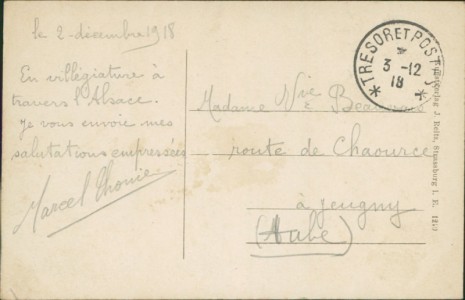 le 2 - décembre 1918
En villégiature à
travers l'Alsace.
Je vous envoie mes
salutations empressées
Marcel
TRESOR ET POSTES
3 -12
18
Madame Vve
route de Chaource
à Jeugny
(Aube)
J. Strassburg i. E.